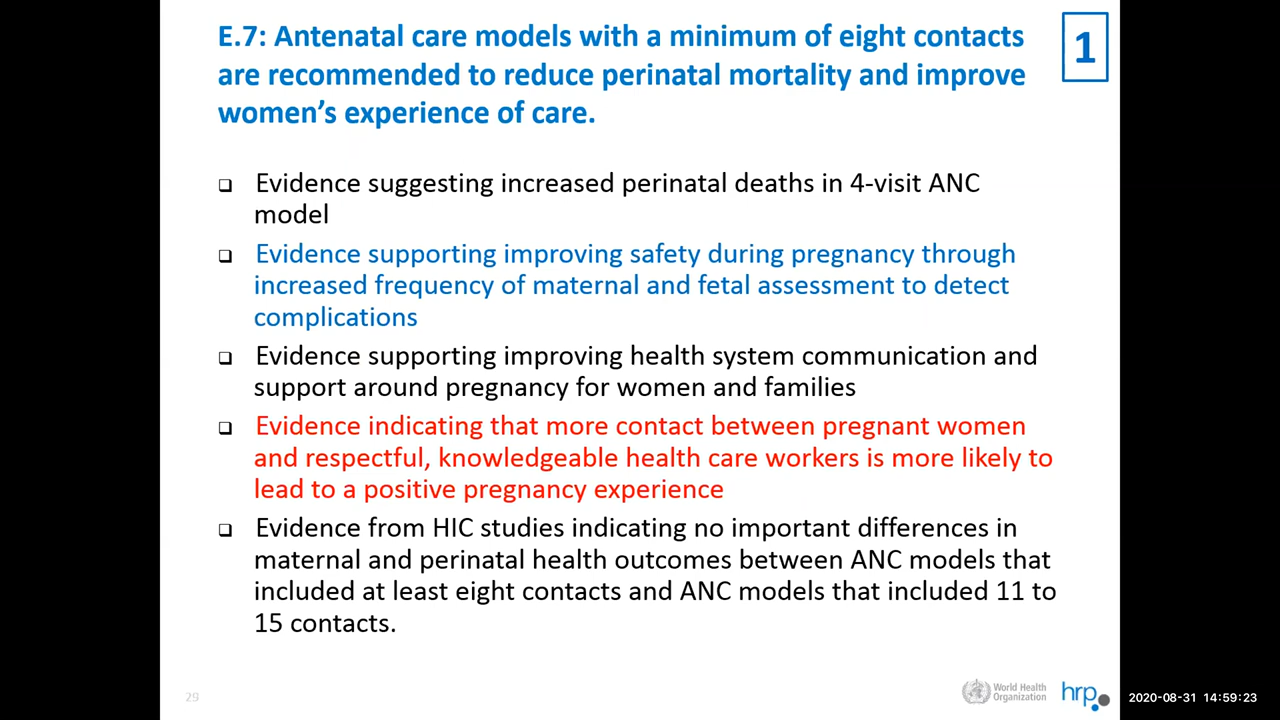 E.7: Antenatal care models with a minimum of eight contacts
are recommended to reduce perinatal mortality and improve
women’s experience of care.
1
❑ Evidence suggesting increased perinatal deaths in 4-visit ANC
model
❑ Evidence supporting improving safety during pregnancy through
increased frequency of maternal and fetal assessment to detect
complications
❑ Evidence supporting improving health system communication and
support around pregnancy for women and families
❑ Evidence indicating that more contact between pregnant women
and respectful, knowledgeable health care workers is more likely to
lead to a positive pregnancy experience
❑ Evidence from HIC studies indicating no important differences in
maternal and perinatal health outcomes between ANC models that
included at least eight contacts and ANC models that included 11 to
15 contacts.
29
World Health
Organization
hrp
2020-08-31 14:59:23